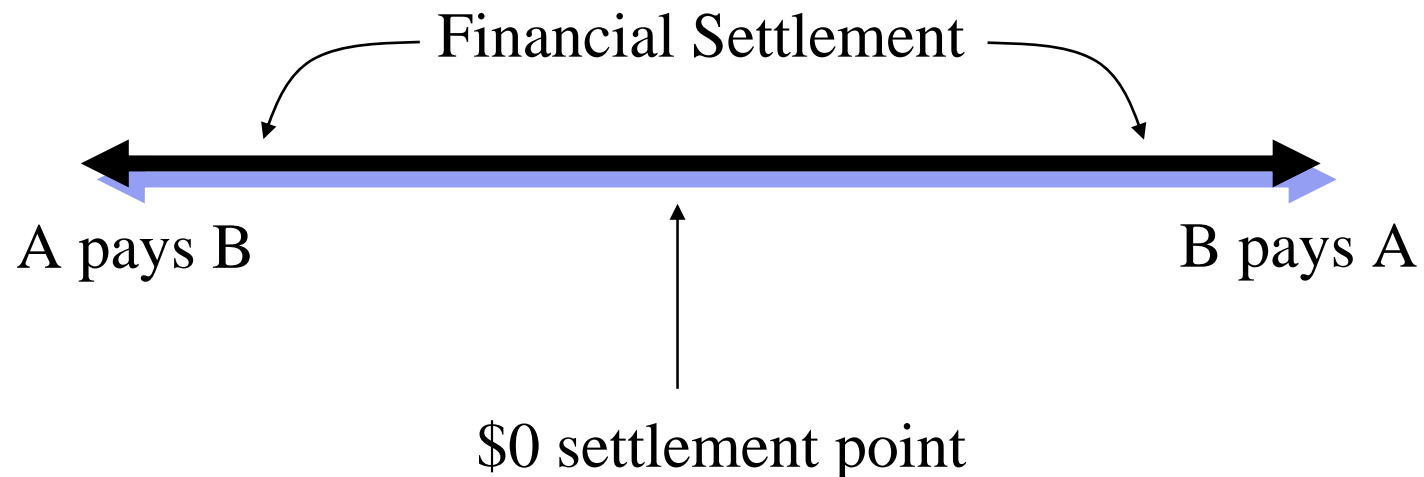 Financial Settlement
A pays B
B pays A
$0 settlement point